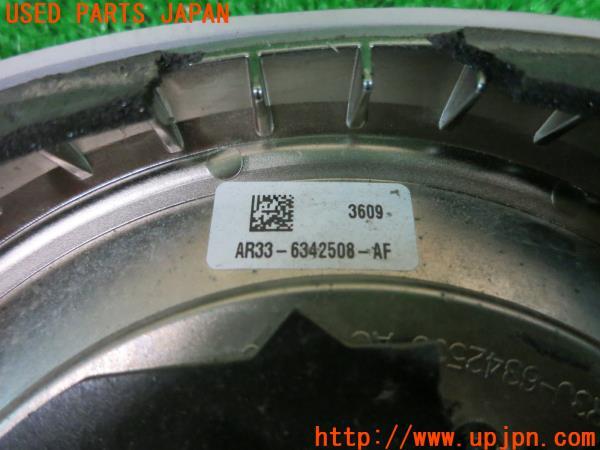 USED PARTS JAPAN
3609
AR33-6342508-AF
http://www.upjpn.com